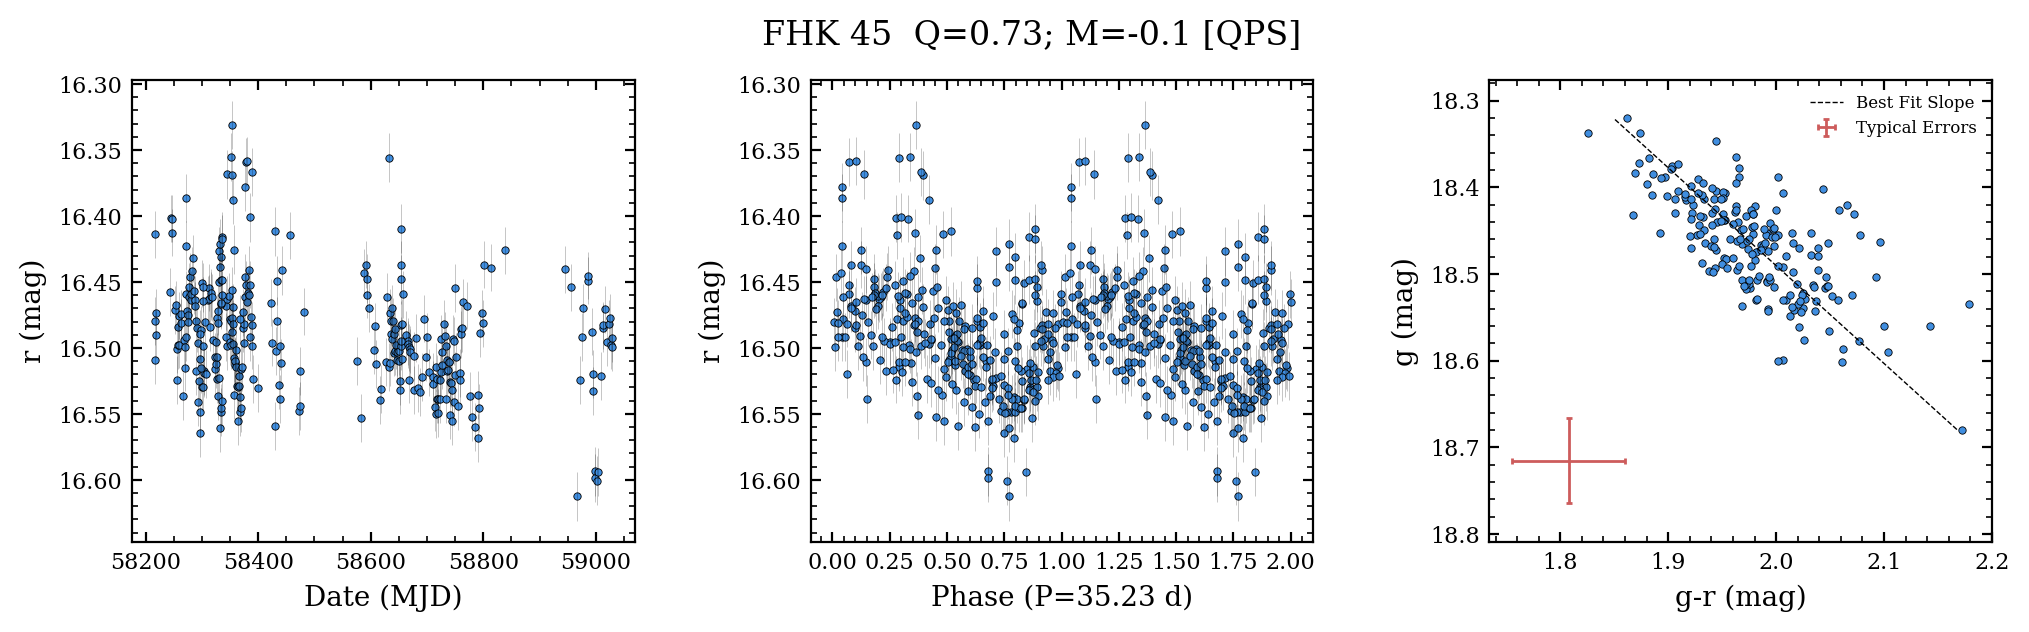 FHK 45  Q=0.73; M=-0.1 [QPS]
r (mag)
16.30
16.35
16.40
16.45
16.50
16.55
16.60
58200 58400 58600 58800 59000
Date (MJD)
r (mag)
16.30
16.35
16.40
16.45
16.50
16.55
16.60
0.00 0.25 0.50 0.75 1.00 1.25 1.50 1.75 2.00
Phase (P=35.23 d)
g (mag)
18.3
18.4
18.5
18.6
18.7
18.8
Best Fit Slope
Typical Errors
1.8 1.9 2.0 2.1 2.2
g-r (mag)